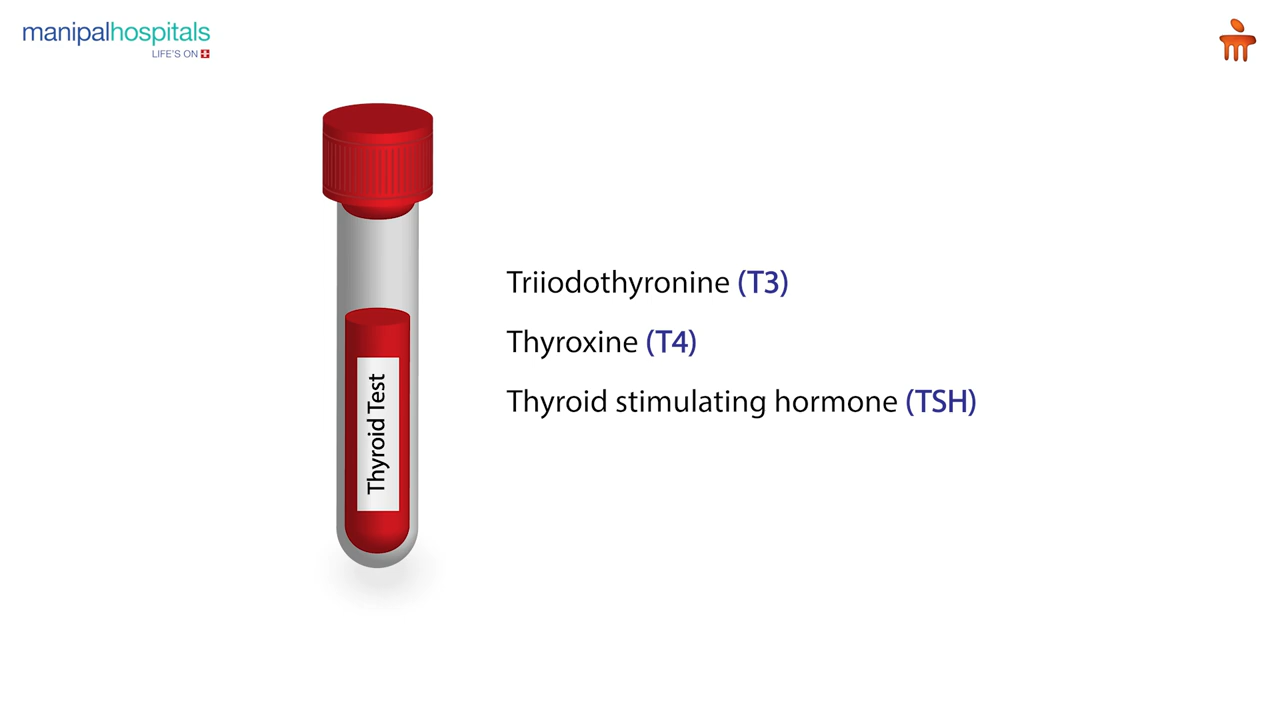 manipalhospitals
LIFE'S ON
Thyroid Test
Triiodothyronine (T3)
Thyroxine (T4)
Thyroid stimulating hormone (TSH)